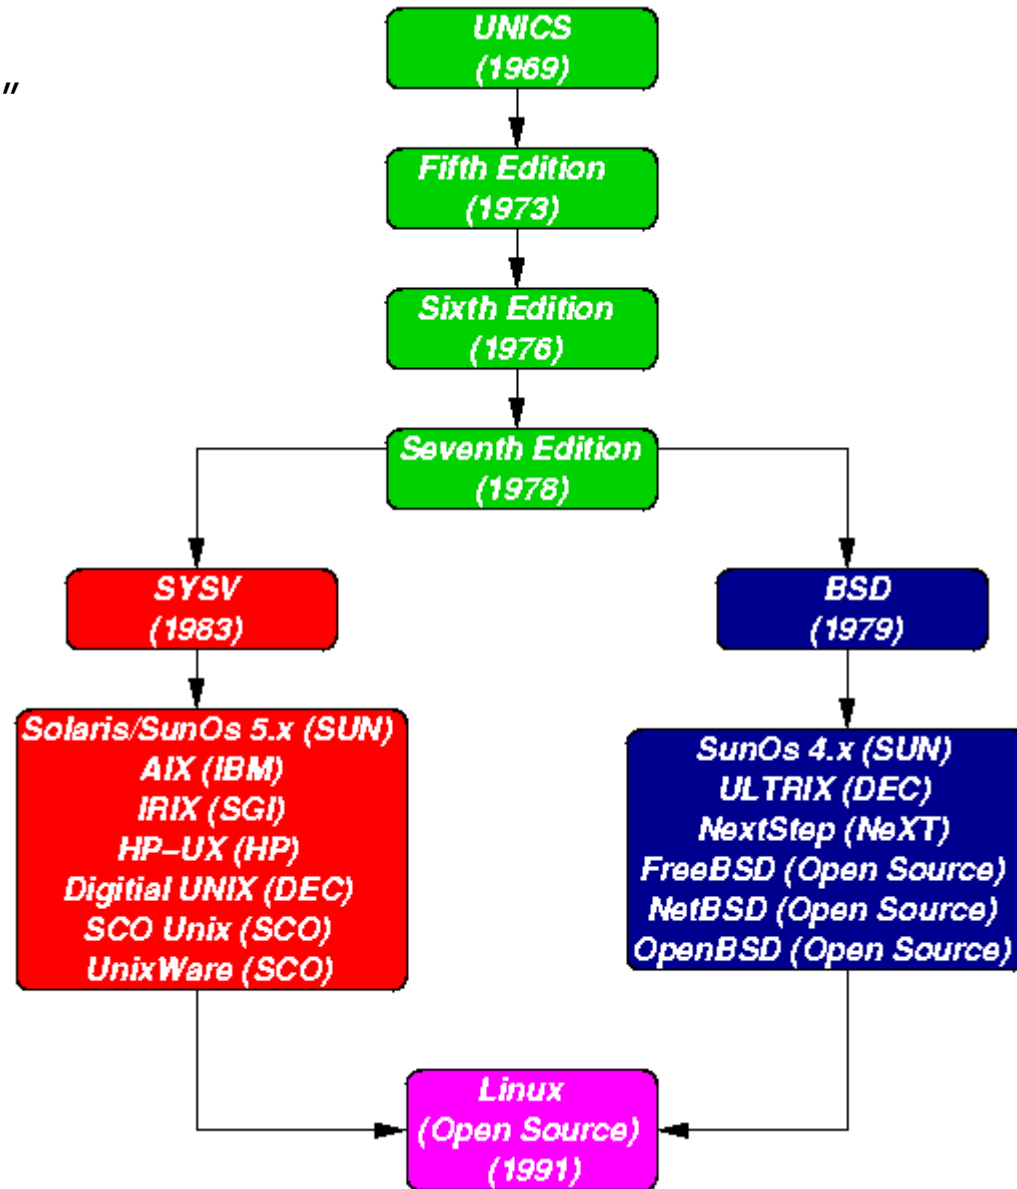 UNICS
(1969)
"
Fifth Edition
(1973)
Sixth Edition
(1976)
Seventh Edition
(1978)
SYSV
(1983)
BSD
(1979)
Solaris/SunOs 5.x (SUN)
AIX (IBM)
IRIX (SGI)
HP-UX (HP)
Digitial UNIX (DEC)
SCO Unix (SCO)
UnixWare (SCO)
SunOs 4.x (SUN)
ULTRIX (DEC)
NextStep (NeXT)
FreeBSD (Open Source)
NetBSD (Open Source)
OpenBSD (Open Source)
Linux
(Open Source)
(1991)